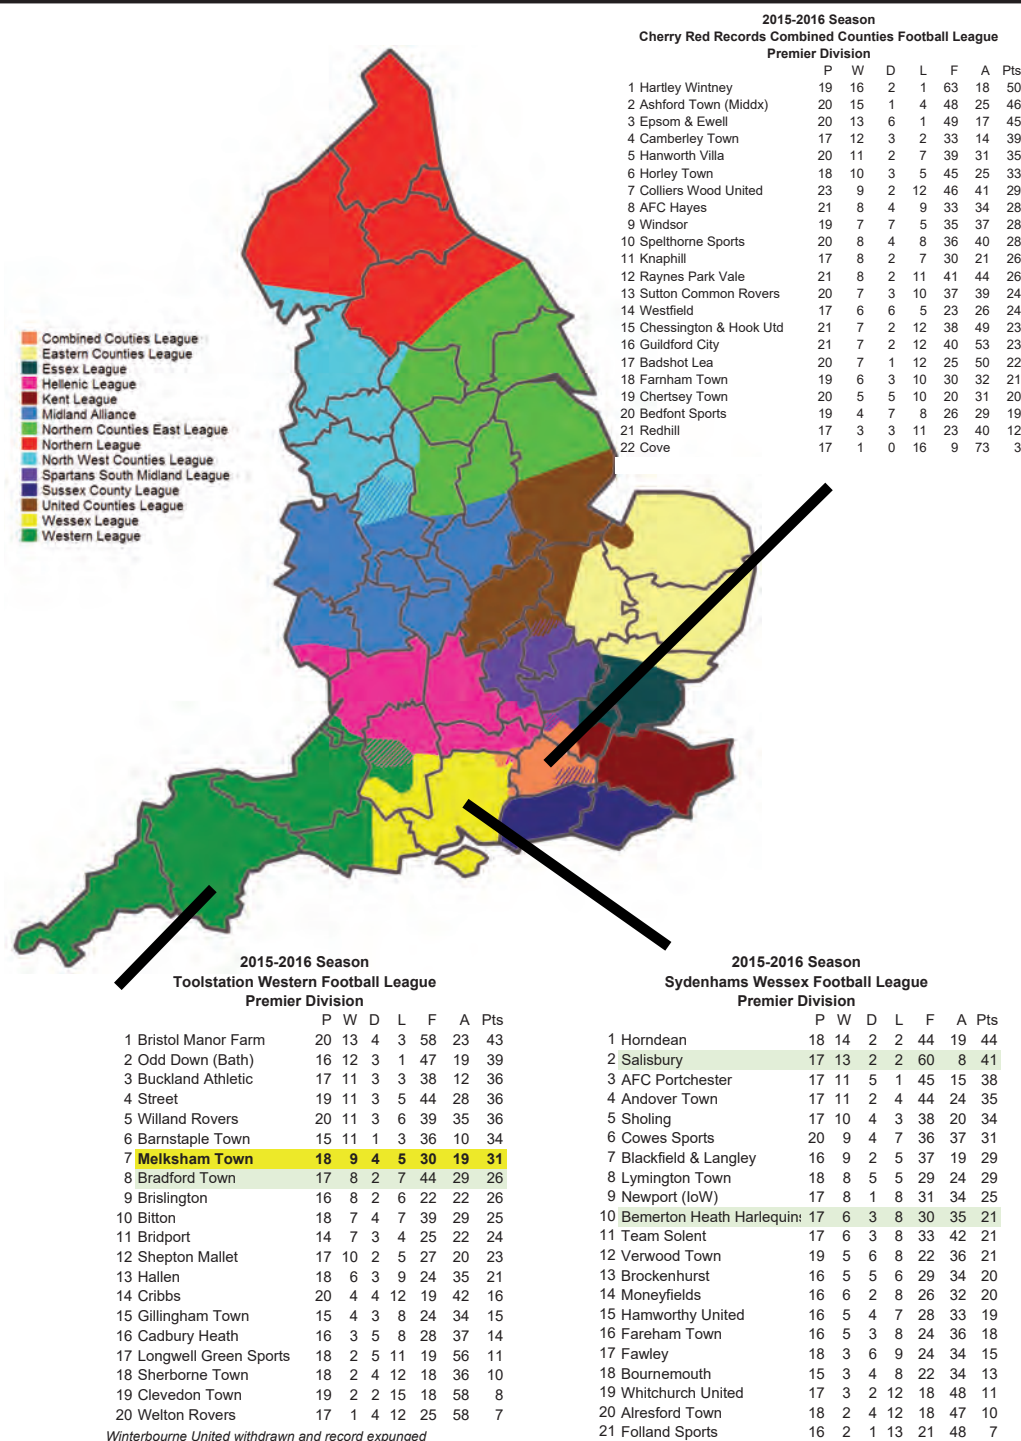 2015-2016 Season
Cherry Red Records Combined Counties Football League
Premier Division
P W D L F A Pts
1 Hartley Wintney 19 16 2 1 63 18 50
2 Ashford Town (Middx) 20 15 1 4 48 25 46
3 Epsom & Ewell 20 13 6 1 49 17 45
4 Camberley Town 17 12 3 2 33 14 39
5 Hanworth Villa 20 11 2 7 39 31 35
6 Horley Town 18 10 3 5 45 25 33
7 Colliers Wood United 23 9 2 12 46 41 29
8 AFC Hayes 21 8 4 9 33 34 28
9 Windsor 19 7 7 5 35 37 28
10 Spelthorne Sports 20 8 4 8 36 40 28
11 Knaphill 17 8 2 7 30 21 26
12 Raynes Park Vale 21 8 2 11 41 44 26
13 Sutton Common Rovers 20 7 3 10 37 39 24
14 Westfield 17 6 6 5 23 26 24
15 Chessington & Hook Utd 21 7 2 12 38 49 23
16 Guildford City 21 7 2 12 40 53 23
17 Badshot Lea 20 7 1 12 25 50 22
18 Farnham Town 19 6 3 10 30 32 21
19 Chertsey Town 20 5 5 10 20 31 20
20 Bedfont Sports 19 4 7 8 26 29 19
21 Redhill 17 3 3 11 23 40 12
22 Cove 17 1 0 16 9 73 3
Combined Couties League
Eastern Counties League
Essex League
Hellenic League
Kent League
Midland Alliance
Northern Counties East League
Northern League
North West Counties League
Spartans South Midland League
Sussex County League
United Counties League
Wessex League
Western League
2015-2016 Season
Toolstation Western Football League
Premier Division
P W D L F A Pts
1 Bristol Manor Farm 20 13 4 3 58 23 43
2 Odd Down (Bath) 16 12 3 1 47 19 39
3 Buckland Athletic 17 11 3 3 38 12 36
4 Street 19 11 3 5 44 28 36
5 Willand Rovers 20 11 3 6 39 35 36
6 Barnstaple Town 15 11 1 3 36 10 34
7 Melksham Town 18 9 4 5 30 19 31
8 Bradford Town 17 8 2 7 44 29 26
9 Brislington 16 8 2 6 22 22 26
10 Bitton 18 7 4 7 39 29 25
11 Bridport 14 7 3 4 25 22 24
12 Shepton Mallet 17 10 2 5 27 20 23
13 Hallen 18 6 3 9 24 35 21
14 Cribbs 20 4 4 12 19 42 16
15 Gillingham Town 15 4 3 8 24 34 15
16 Cadbury Heath 16 3 5 8 28 37 14
17 Longwell Green Sports 18 2 5 11 19 56 11
18 Sherborne Town 18 2 4 12 18 36 10
19 Clevedon Town 19 2 2 15 18 58 8
20 Welton Rovers 17 1 4 12 25 58 7
Winterbourne United withdrawn and record expunged
2015-2016 Season
Sydenhams Wessex Football League
Premier Division
P W D L F A Pts
1 Horndean 18 14 2 2 44 19 44
2 Salisbury 17 13 2 2 60 8 41
3 AFC Portchester 17 11 5 1 45 15 38
4 Andover Town 17 11 2 4 44 24 35
5 Sholing 17 10 4 3 38 20 34
6 Cowes Sports 20 9 4 7 36 37 31
7 Blackfield & Langley 16 9 2 5 37 19 29
8 Lymington Town 18 8 5 5 29 24 29
9 Newport (IoW) 17 8 1 8 31 34 25
10 Bemerton Heath Harlequins 17 6 3 8 30 35 21
11 Team Solent 17 6 3 8 33 42 21
12 Verwood Town 19 5 6 8 22 36 21
13 Brockenhurst 16 5 5 6 29 34 20
14 Moneyfields 16 6 2 8 26 32 20
15 Hamworthy United 16 5 4 7 28 33 19
16 Fareham Town 16 5 3 8 24 36 18
17 Fawley 18 3 6 9 24 34 15
18 Bournemouth 15 3 4 8 22 34 13
19 Whitchurch United 17 3 2 12 18 48 11
20 Alresford Town 18 2 4 12 18 47 10
21 Folland Sports 16 2 1 13 21 48 7